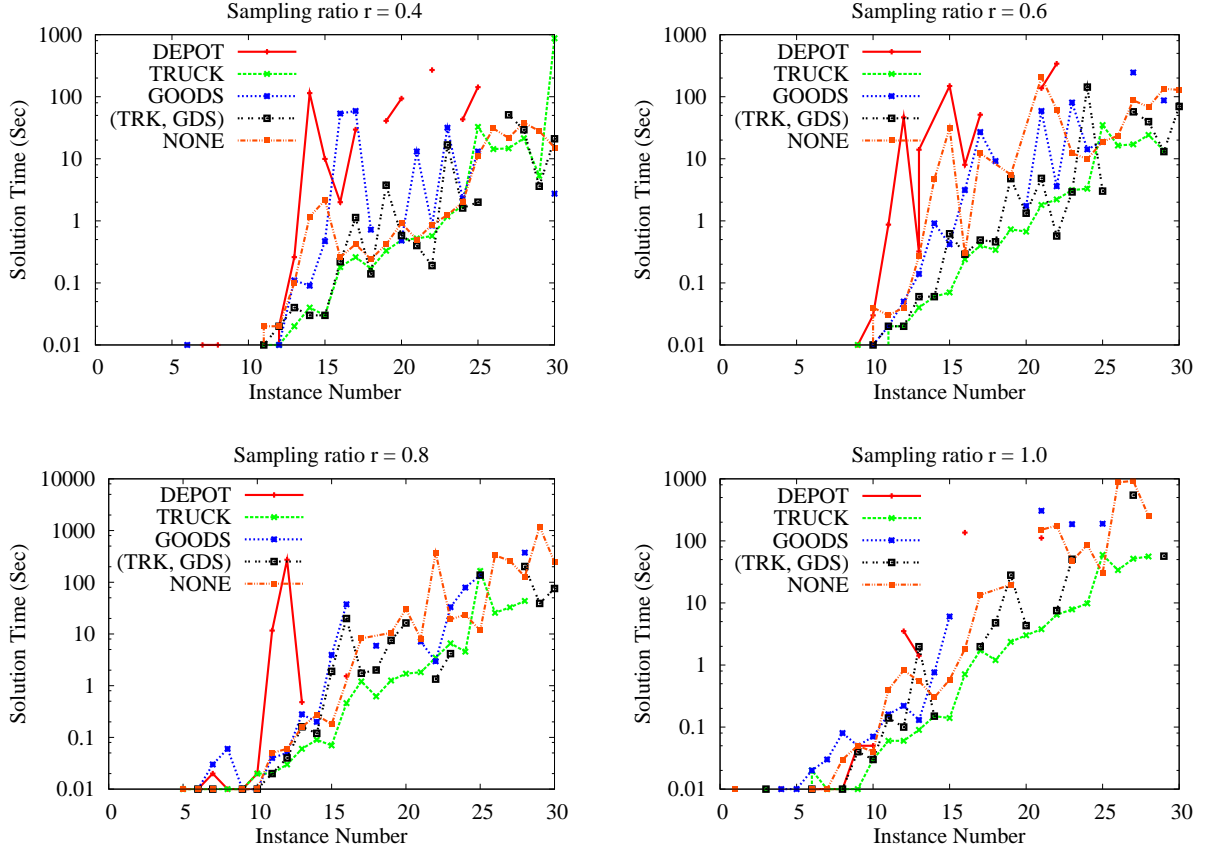 Sampling ratio r = 0.4
Solution Time (Sec)
1000
100
10
1
0.1
0.01
DEPOT
TRUCK
GOODS
(TRK, GDS)
NONE
0 5 10 15 20 25 30
Instance Number
Sampling ratio r = 0.6
Solution Time (Sec)
1000
100
10
1
0.1
0.01
DEPOT
TRUCK
GOODS
(TRK, GDS)
NONE
0 5 10 15 20 25 30
Instance Number
Sampling ratio r = 0.8
Solution Time (Sec)
10000
1000
100
10
1
0.1
0.01
DEPOT
TRUCK
GOODS
(TRK, GDS)
NONE
0 5 10 15 20 25 30
Instance Number
Sampling ratio r = 1.0
Solution Time (Sec)
1000
100
10
1
0.1
0.01
DEPOT
TRUCK
GOODS
(TRK, GDS)
NONE
0 5 10 15 20 25 30
Instance Number